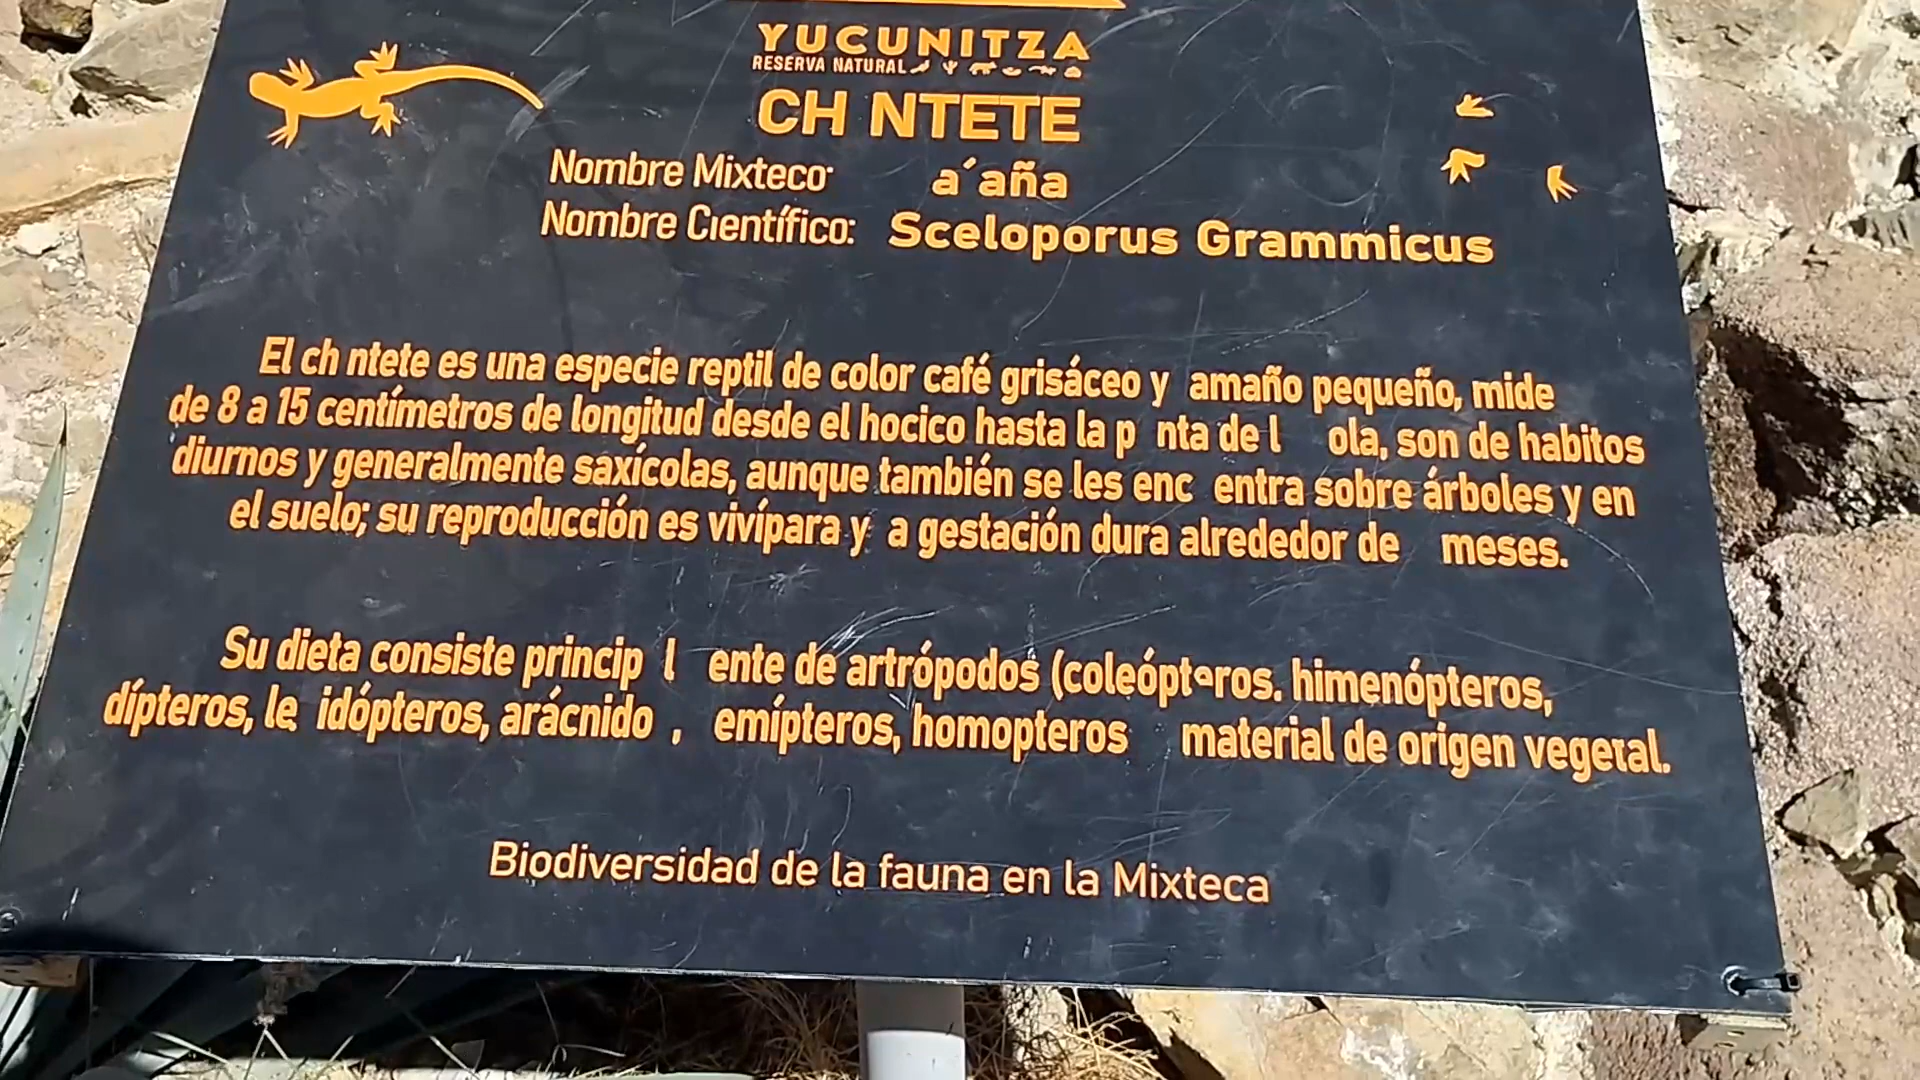 YUCUNITZA
RESERVA NATURAL
CH NTETE
Nombre Mixteco: a´aña
Nombre Científico: Sceloporus Grammicus
El ch ntete es una especie reptil de color café grisáceo y amaño pequeño, mide
de 8 a 15 centímetros de longitud desde el hocico hasta la p nta de l ola, son de habitos
diurnos y generalmente saxícolas, aunque también se les enc entra sobre árboles y en
el suelo; su reproducción es vivípara y a gestación dura alrededor de meses.
Su dieta consiste princip l ente de artrópodos (coleópteros, himenópteros,
dípteros, le idópteros, arácnido , emípteros, homopteros material de origen vegetal.
Biodiversidad de la fauna en la Mixteca